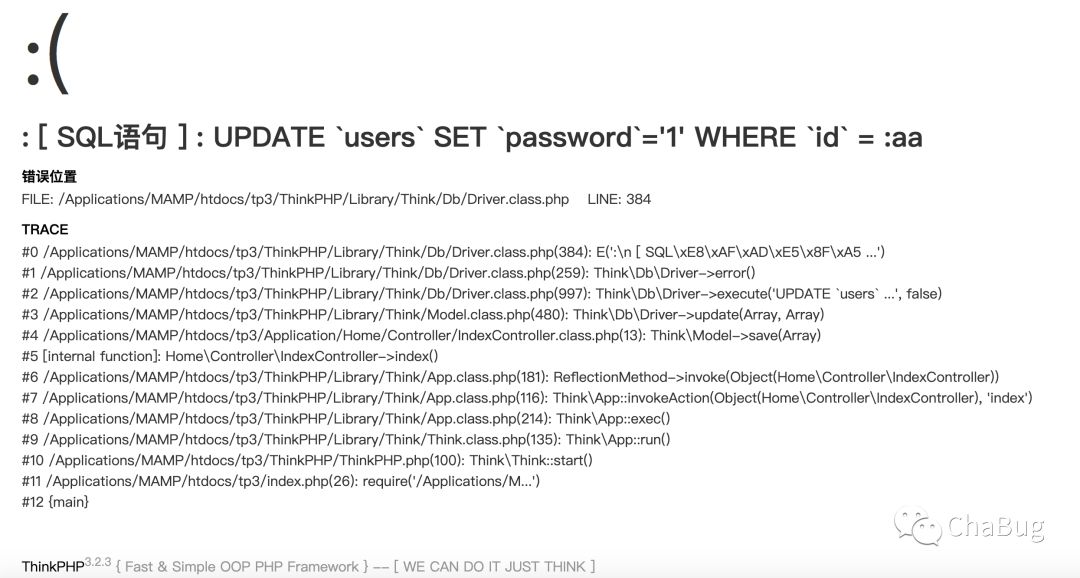 :(
: [ SQL语句 ] : UPDATE `users` SET `password`='1' WHERE `id` = :aa
错误位置
FILE: /Applications/MAMP/htdocs/tp3/ThinkPHP/Library/Think/Db/Driver.class.php LINE: 384
TRACE
#0 /Applications/MAMP/htdocs/tp3/ThinkPHP/Library/Think/Db/Driver.class.php(384): E(':\n [ SQL\xE8\xAF\xAD\xE5\x8F\xA5 ...')
#1 /Applications/MAMP/htdocs/tp3/ThinkPHP/Library/Think/Db/Driver.class.php(259): Think\Db\Driver->error()
#2 /Applications/MAMP/htdocs/tp3/ThinkPHP/Library/Think/Db/Driver.class.php(997): Think\Db\Driver->execute('UPDATE `users` ...', false)
#3 /Applications/MAMP/htdocs/tp3/ThinkPHP/Library/Think/Model.class.php(480): Think\Db\Driver->update(Array, Array)
#4 /Applications/MAMP/htdocs/tp3/Application/Home/Controller/IndexController.class.php(13): Think\Model->save(Array)
#5 [internal function]: Home\Controller\IndexController->index()
#6 /Applications/MAMP/htdocs/tp3/ThinkPHP/Library/Think/App.class.php(181): ReflectionMethod->invoke(Object(Home\Controller\IndexController))
#7 /Applications/MAMP/htdocs/tp3/ThinkPHP/Library/Think/App.class.php(116): Think\App::invokeAction(Object(Home\Controller\IndexController), 'index')
#8 /Applications/MAMP/htdocs/tp3/ThinkPHP/Library/Think/App.class.php(214): Think\App::exec()
#9 /Applications/MAMP/htdocs/tp3/ThinkPHP/Library/Think/Think.class.php(135): Think\App::run()
#10 /Applications/MAMP/htdocs/tp3/ThinkPHP/ThinkPHP.php(100): Think\Think::start()
#11 /Applications/MAMP/htdocs/tp3/index.php(26): require('/Applications/M...')
#12 {main}
ChaBug
ThinkPHP3.2.3 { Fast & Simple OOP PHP Framework } -- [ WE CAN DO IT JUST THINK ]